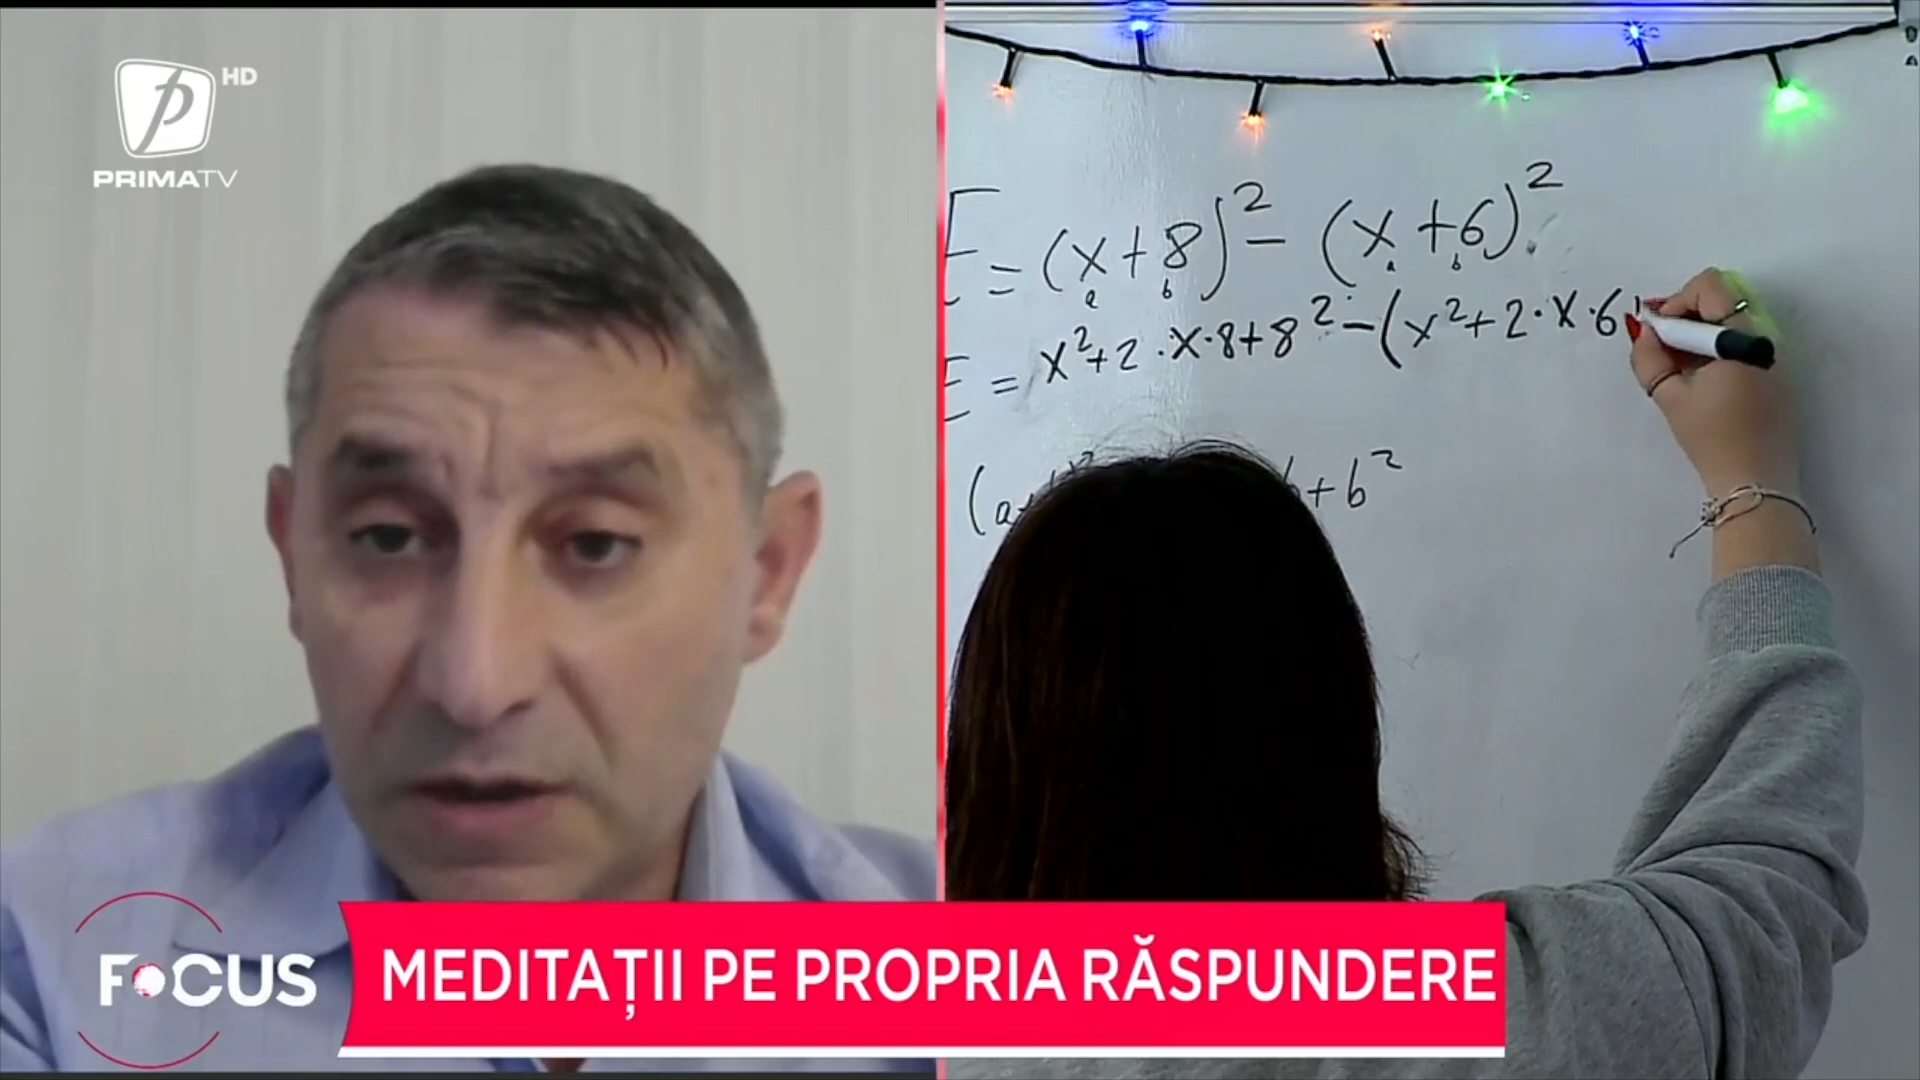 HD
PRIMATV
E = (x+8)² − (x+6)²
a b a b
E = x²+2·x·8+8² −(x²+2·x·6
(a b+b²
FOCUS
MEDITAȚII PE PROPRIA RĂSPUNDERE